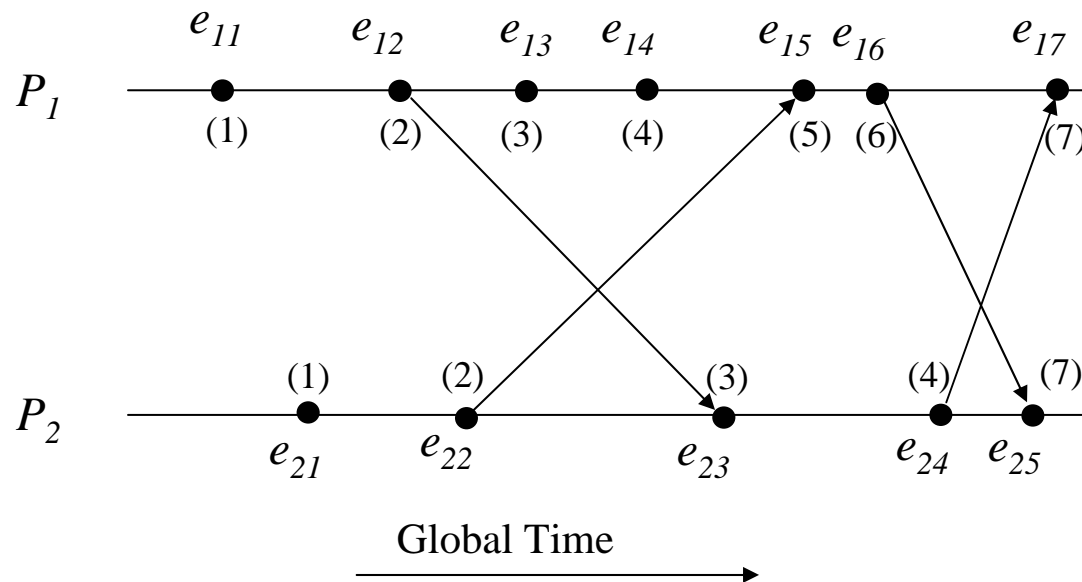 e11 e12 e13 e14 e15 e16 e17
P1
(1) (2) (3) (4) (5) (6) (7)
(1) (2) (3) (4) (7)
P2
e21 e22 e23 e24 e25
Global Time